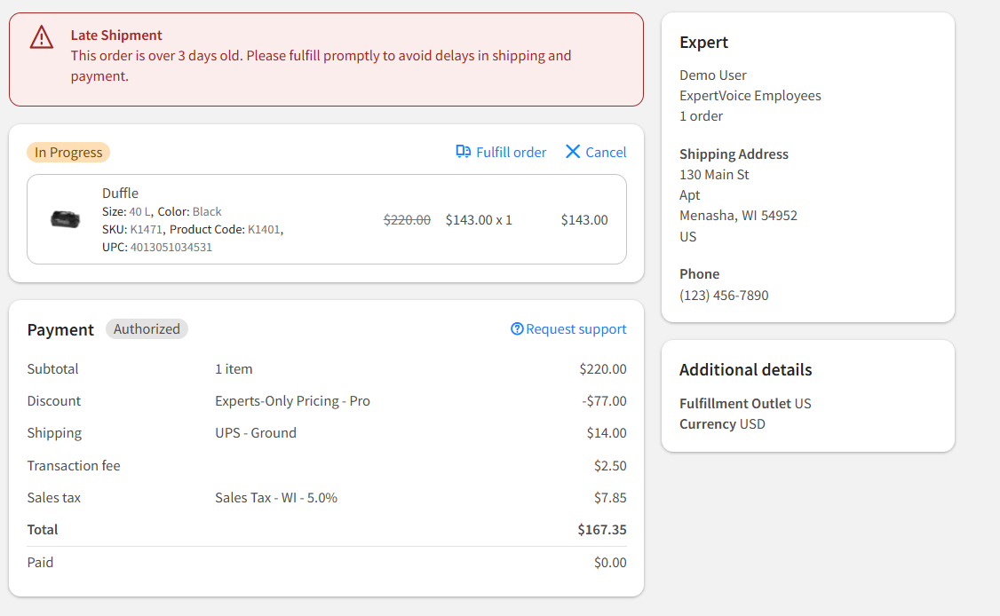 Late Shipment
This order is over 3 days old. Please fulfill promptly to avoid delays in shipping and
payment.
In Progress
Fulfill order
Cancel
Duffle
Size: 40 L, Color: Black
SKU: K1471, Product Code: K1401,
UPC: 4013051034531
$220.00 $143.00 x 1 $143.00
Payment Authorized Request support
Subtotal 1 item $220.00
Discount Experts-Only Pricing - Pro -$77.00
Shipping UPS - Ground $14.00
Transaction fee $2.50
Sales tax Sales Tax - WI - 5.0% $7.85
Total $167.35
Paid $0.00
Expert
Demo User
ExpertVoice Employees
1 order
Shipping Address
130 Main St
Apt
Menasha, WI 54952
US
Phone
(123) 456-7890
Additional details
Fulfillment Outlet US
Currency USD